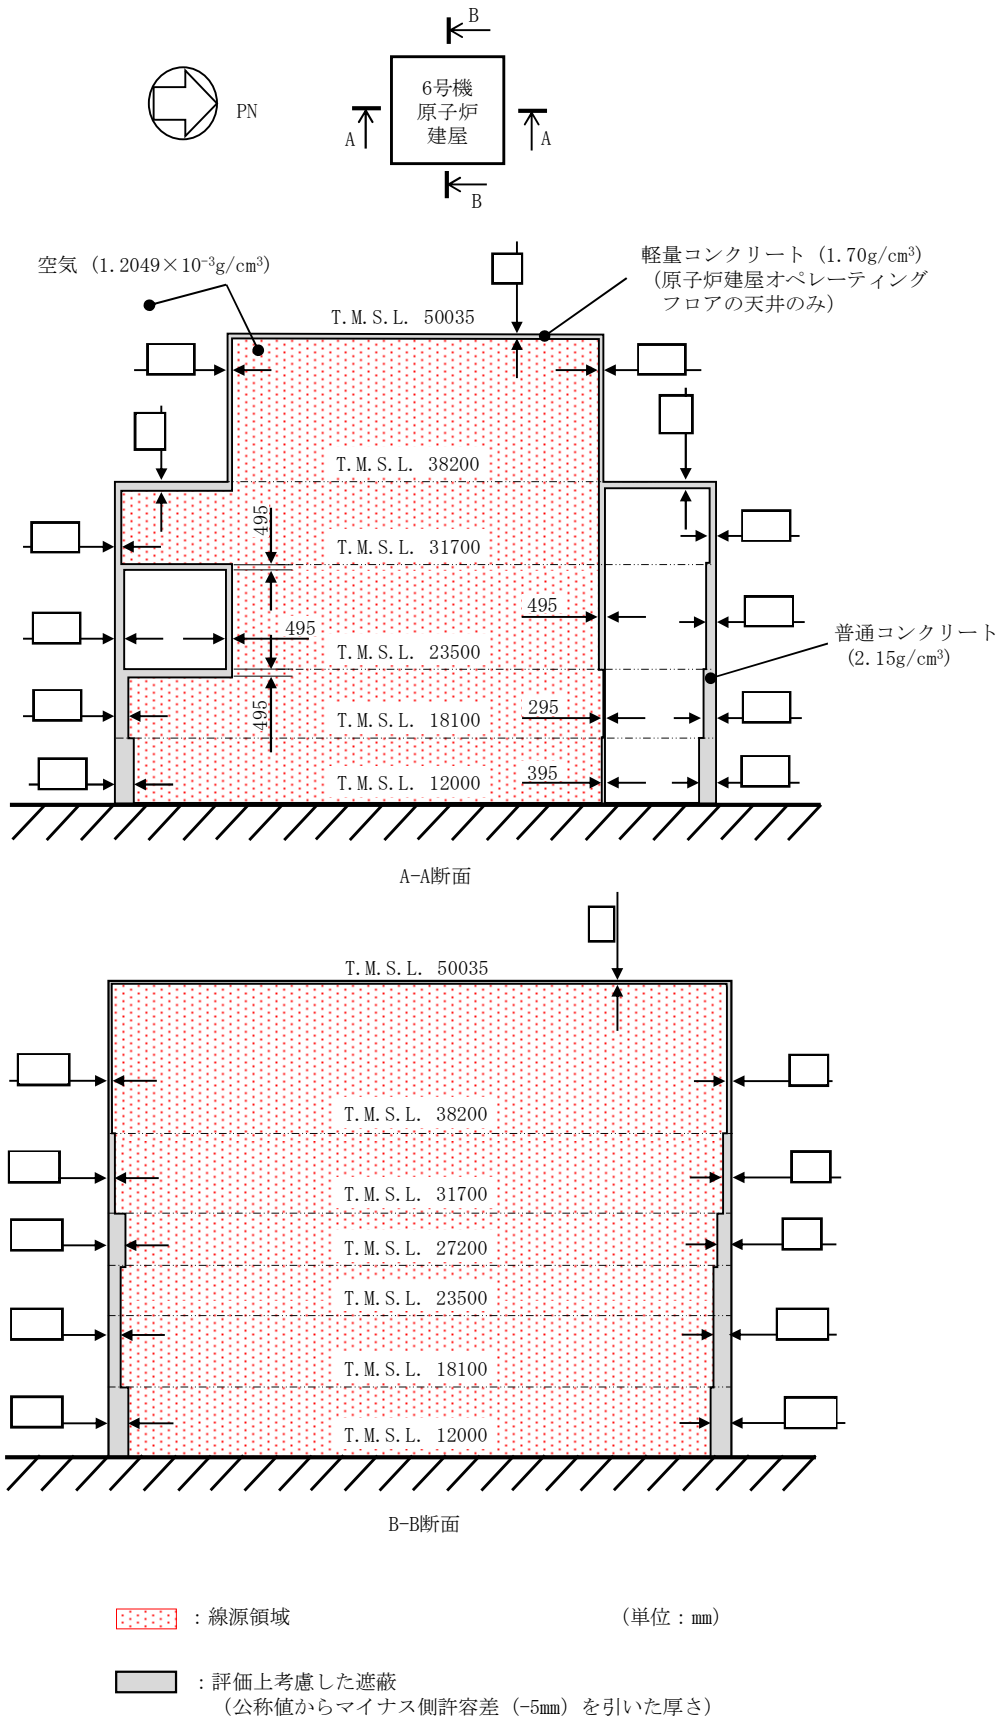 B
6号機
原子炉
建屋
PN
A
A
B
空気 (1.2049×10⁻³g/cm³)
軽量コンクリート (1.70g/cm³)
(原子炉建屋オペレーティング
フロアの天井のみ)
T.M.S.L. 50035
T.M.S.L. 38200
495
T.M.S.L. 31700
495
495
T.M.S.L. 23500
普通コンクリート
(2.15g/cm³)
495
295
T.M.S.L. 18100
395
T.M.S.L. 12000
A-A断面
T.M.S.L. 50035
T.M.S.L. 38200
T.M.S.L. 31700
T.M.S.L. 27200
T.M.S.L. 23500
T.M.S.L. 18100
T.M.S.L. 12000
B-B断面
:線源領域
(単位:mm)
:評価上考慮した遮蔽
(公称値からマイナス側許容差 (-5mm) を引いた厚さ)